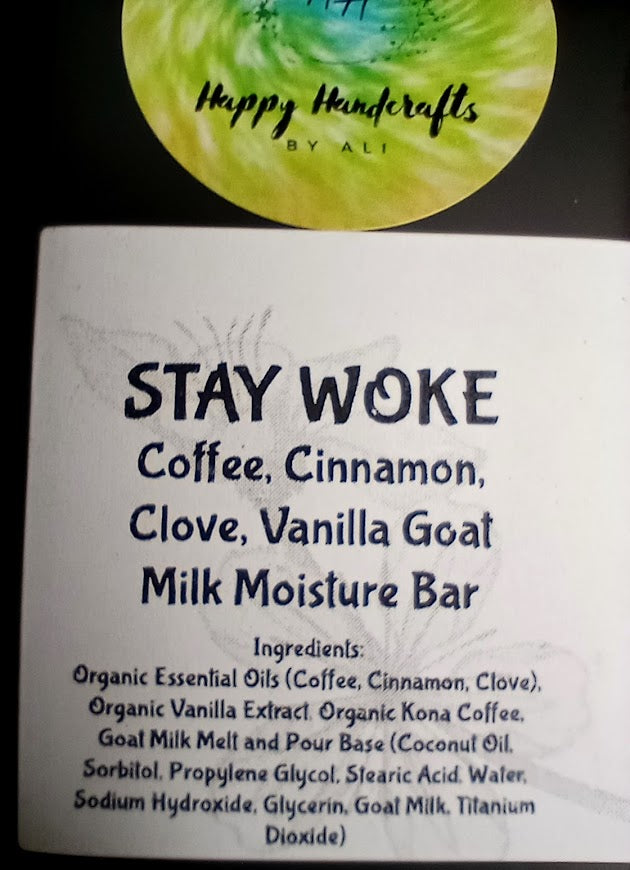 Happy Handcrafts
BY ALI
STAY WOKE
Coffee, Cinnamon,
Clove, Vanilla Goat
Milk Moisture Bar
Ingredients:
Organic Essential Oils (Coffee, Cinnamon, Clove),
Organic Vanilla Extract, Organic Kona Coffee,
Goat Milk Melt and Pour Base (Coconut Oil,
Sorbitol, Propylene Glycol, Stearic Acid, Water,
Sodium Hydroxide, Glycerin, Goat Milk, Titanium
Dioxide)